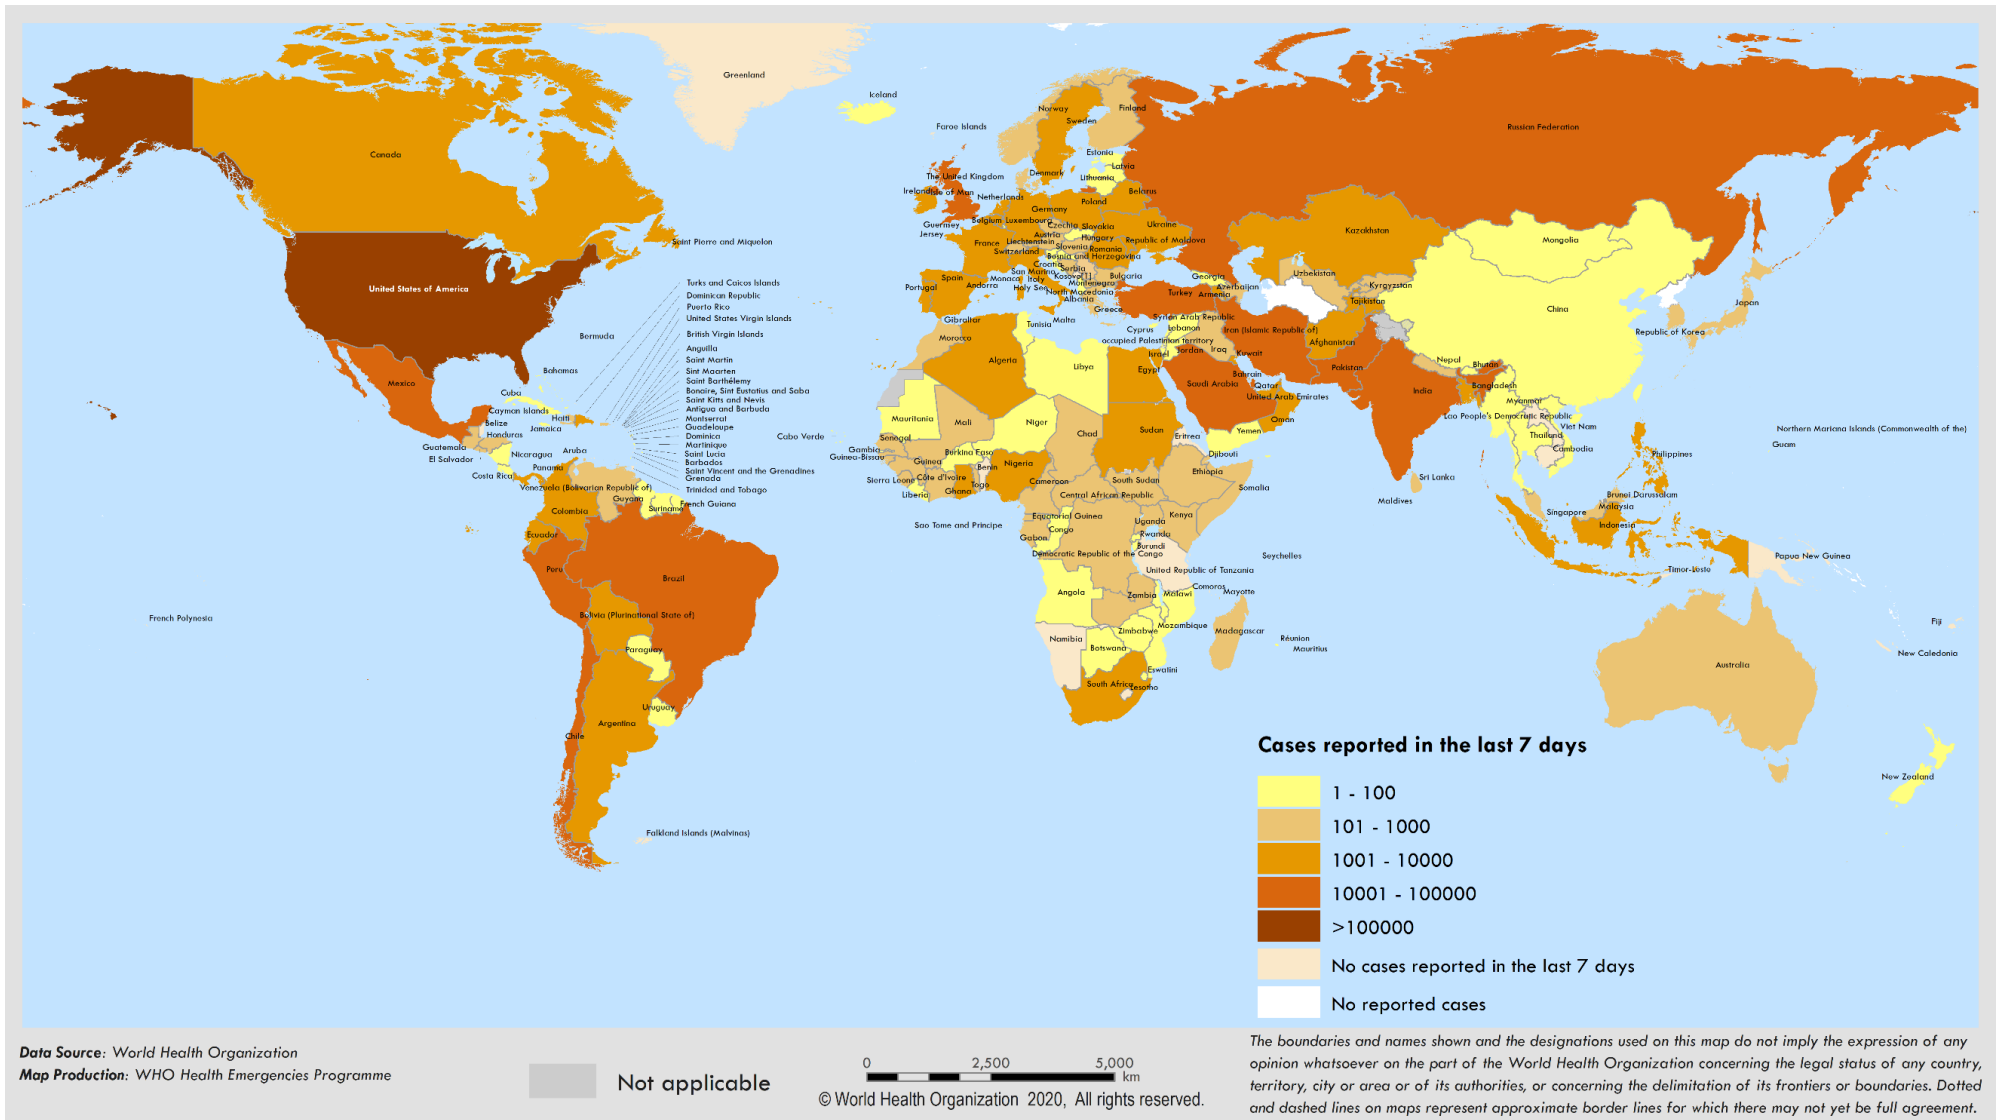 Greenland
Iceland
Faroe Islands
Norway
Sweden
Finland
Russian Federation
Canada
Estonia
Latvia
Lithuania
Denmark
The United Kingdom
Isle of Man
Ireland
Netherlands
Belarus
Poland
Germany
Guernsey
Jersey
Belgium
Luxembourg
Czechia
Slovakia
Ukraine
Austria
Hungary
Republic of Moldova
France
Liechtenstein
Switzerland
Slovenia
Romania
Bosnia and Herzegovina
Croatia
Serbia
San Marino
Kosovo[1]
Bulgaria
Monaco
Italy
Montenegro
Spain
Andorra
Holy See
North Macedonia
Albania
Portugal
Greece
Gibraltar
Malta
Kazakhstan
Mongolia
Uzbekistan
Kyrgyzstan
Georgia
Azerbaijan
Armenia
Turkey
Tajikistan
China
Japan
Republic of Korea
Saint Pierre and Miquelon
United States of America
Turks and Caicos Islands
Dominican Republic
Puerto Rico
United States Virgin Islands
British Virgin Islands
Anguilla
Saint Martin
Sint Maarten
Saint Barthélemy
Bonaire, Sint Eustatius and Saba
Saint Kitts and Nevis
Antigua and Barbuda
Montserrat
Guadeloupe
Dominica
Martinique
Saint Lucia
Barbados
Saint Vincent and the Grenadines
Grenada
Trinidad and Tobago
Bermuda
Bahamas
Mexico
Cuba
Cayman Islands
Haiti
Belize
Jamaica
Honduras
Guatemala
El Salvador
Nicaragua
Aruba
Costa Rica
Panama
Venezuela (Bolivarian Republic of)
Guyana
Suriname
French Guiana
Colombia
Ecuador
Peru
Brazil
Bolivia (Plurinational State of)
Paraguay
Uruguay
Argentina
Chile
Falkland Islands (Malvinas)
French Polynesia
Tunisia
Cyprus
Syrian Arab Republic
Lebanon
occupied Palestinian territory
Israel
Jordan
Iraq
Iran (Islamic Republic of)
Kuwait
Afghanistan
Pakistan
Morocco
Algeria
Libya
Egypt
Saudi Arabia
Bahrain
Qatar
United Arab Emirates
Oman
Yemen
India
Nepal
Bhutan
Bangladesh
Myanmar
Lao People's Democratic Republic
Viet Nam
Thailand
Cambodia
Philippines
Northern Mariana Islands (Commonwealth of the)
Guam
Sri Lanka
Maldives
Brunei Darussalam
Malaysia
Singapore
Indonesia
Papua New Guinea
Timor-Leste
Cabo Verde
Mauritania
Mali
Niger
Chad
Sudan
Eritrea
Djibouti
Senegal
Gambia
Guinea-Bissau
Guinea
Burkina Faso
Benin
Nigeria
Sierra Leone
Côte d'Ivoire
Liberia
Ghana
Togo
Cameroon
Central African Republic
South Sudan
Ethiopia
Somalia
Sao Tome and Principe
Equatorial Guinea
Gabon
Congo
Uganda
Kenya
Rwanda
Burundi
Democratic Republic of the Congo
United Republic of Tanzania
Seychelles
Angola
Zambia
Malawi
Comoros
Mayotte
Mozambique
Zimbabwe
Namibia
Botswana
Madagascar
Réunion
Mauritius
Eswatini
South Africa
Lesotho
Australia
Fiji
New Caledonia
New Zealand
Cases reported in the last 7 days
1 - 100
101 - 1000
1001 - 10000
10001 - 100000
>100000
No cases reported in the last 7 days
No reported cases
Data Source: World Health Organization
Map Production: WHO Health Emergencies Programme
Not applicable
0 2,500 5,000
km
© World Health Organization 2020, All rights reserved.
The boundaries and names shown and the designations used on this map do not imply the expression of any
opinion whatsoever on the part of the World Health Organization concerning the legal status of any country,
territory, city or area or of its authorities, or concerning the delimitation of its frontiers or boundaries. Dotted
and dashed lines on maps represent approximate border lines for which there may not yet be full agreement.